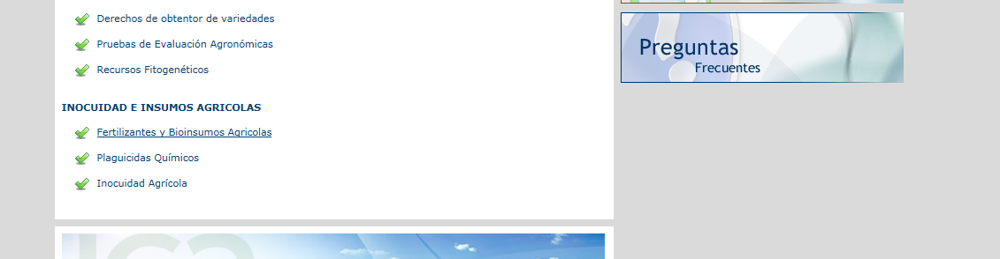 Derechos de obtentor de variedades
Pruebas de Evaluación Agronómicas
Recursos Fitogenéticos
INOCUIDAD E INSUMOS AGRICOLAS
Fertilizantes y Bioinsumos Agricolas
Plaguicidas Químicos
Inocuidad Agrícola
Preguntas
Frecuentes